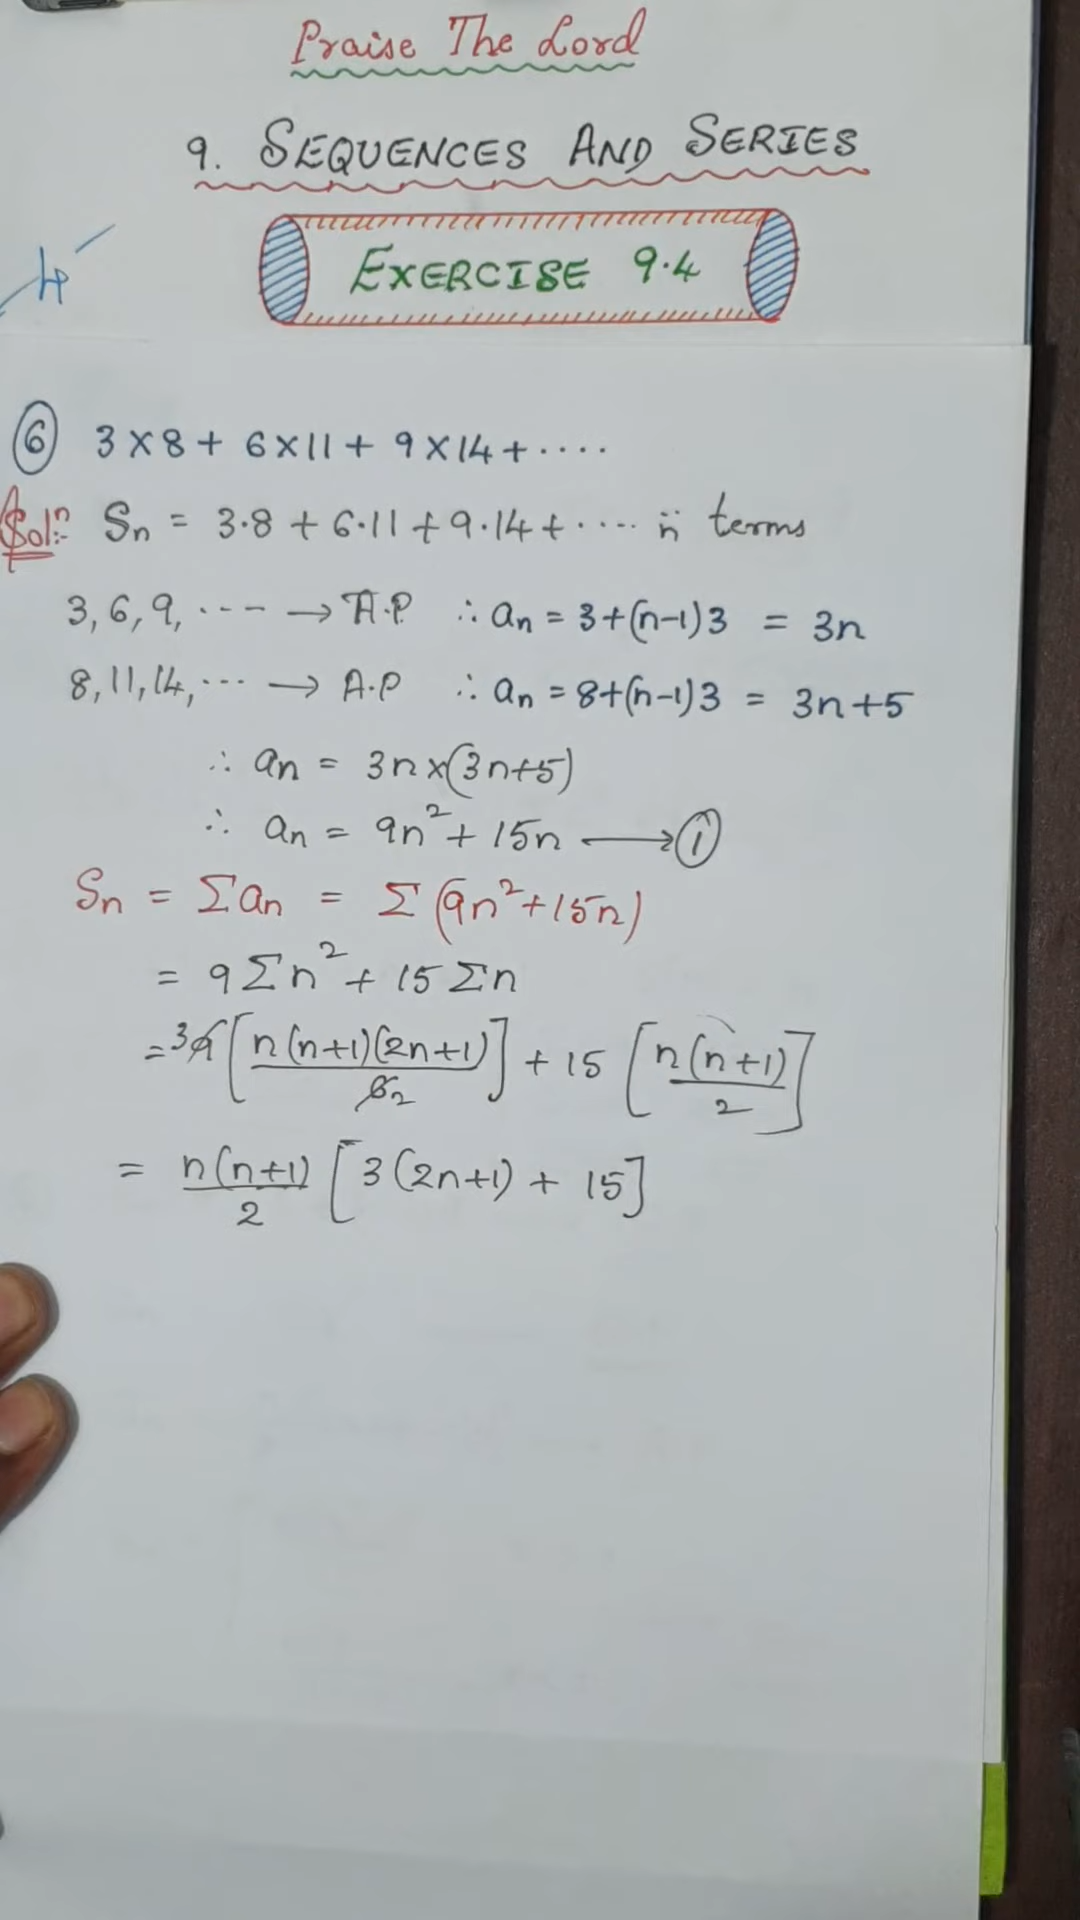 Praise The Lord
9. SEQUENCES AND SERIES
EXERCISE 9.4
⑥ 3×8 + 6×11 + 9×14 + ....
Solⁿ:- Sn = 3·8 + 6·11 + 9·14 + .... n terms
3, 6, 9, ---- → A.P ∴ an = 3+(n-1)3 = 3n
8, 11, 14, ... → A.P ∴ an = 8+(n-1)3 = 3n+5
∴ an = 3n×(3n+5)
∴ an = 9n² + 15n ⟶ ①
Sn = Σan = Σ(9n²+15n)
= 9Σn² + 15Σn
= 3 9 [n(n+1)(2n+1) / 6 2] + 15 [n(n+1) / 2]
= n(n+1)/2 [3(2n+1) + 15]